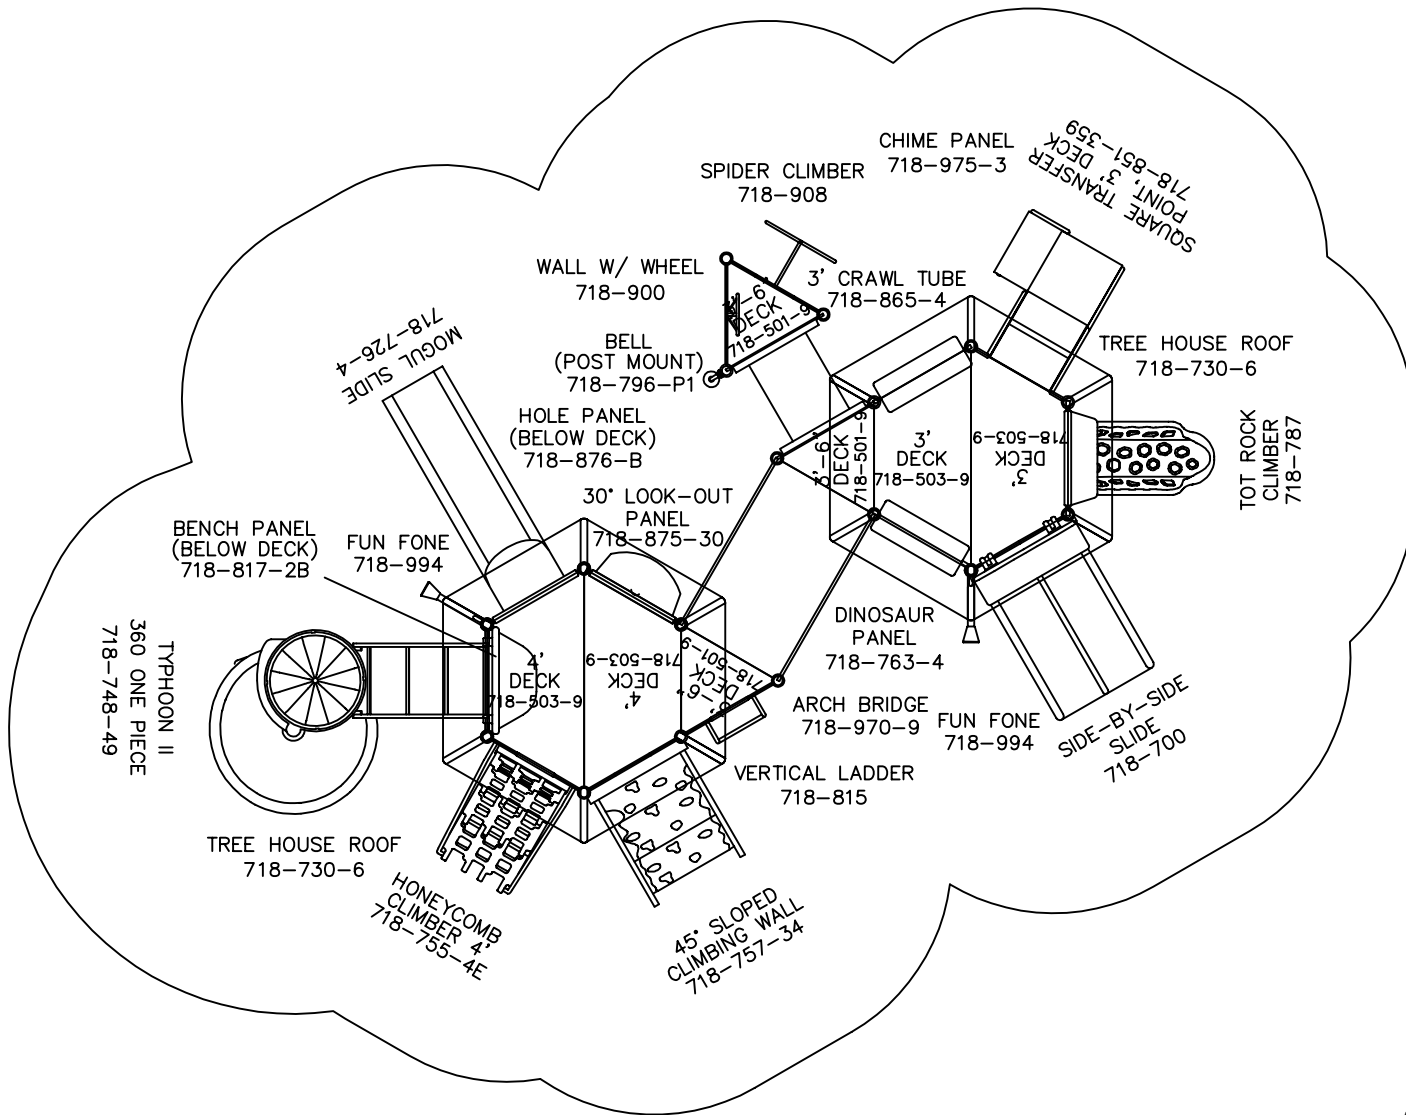 CHIME PANEL
718-975-3
SQUARE TRANSFER
POINT, 3' DECK
718-851-359
SPIDER CLIMBER
718-908
WALL W/ WHEEL
718-900
3' CRAWL TUBE
718-865-4
DECK
718-501-9
BELL
(POST MOUNT)
718-796-P1
TREE HOUSE ROOF
718-730-6
MOGUL SLIDE
718-726-4
HOLE PANEL
(BELOW DECK)
718-876-B
3'-6"
DECK
718-501-9
3'
DECK
718-503-9
3'
DECK
718-503-9
TOT ROCK
CLIMBER
718-787
30° LOOK-OUT
PANEL
718-875-30
BENCH PANEL
(BELOW DECK)
718-817-2B
FUN FONE
718-994
TYPHOON II
360 ONE PIECE
718-748-49
4'
DECK
718-503-9
4'
DECK
718-503-9
DECK
718-501-9
DINOSAUR
PANEL
718-763-4
ARCH BRIDGE
718-970-9
FUN FONE
718-994
SIDE-BY-SIDE
SLIDE
718-700
VERTICAL LADDER
718-815
TREE HOUSE ROOF
718-730-6
HONEYCOMB
CLIMBER 4'
718-755-4E
45° SLOPED
CLIMBING WALL
718-757-34